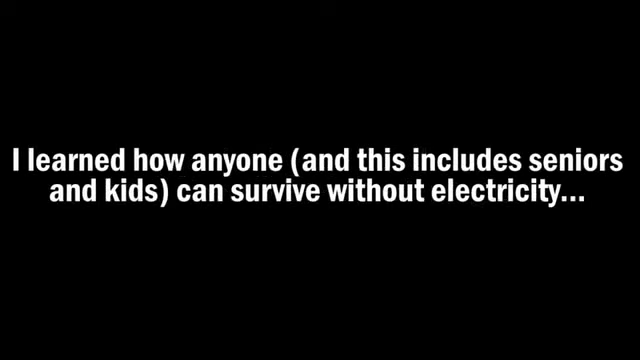 I learned how anyone (and this includes seniors
and kids) can survive without electricity...